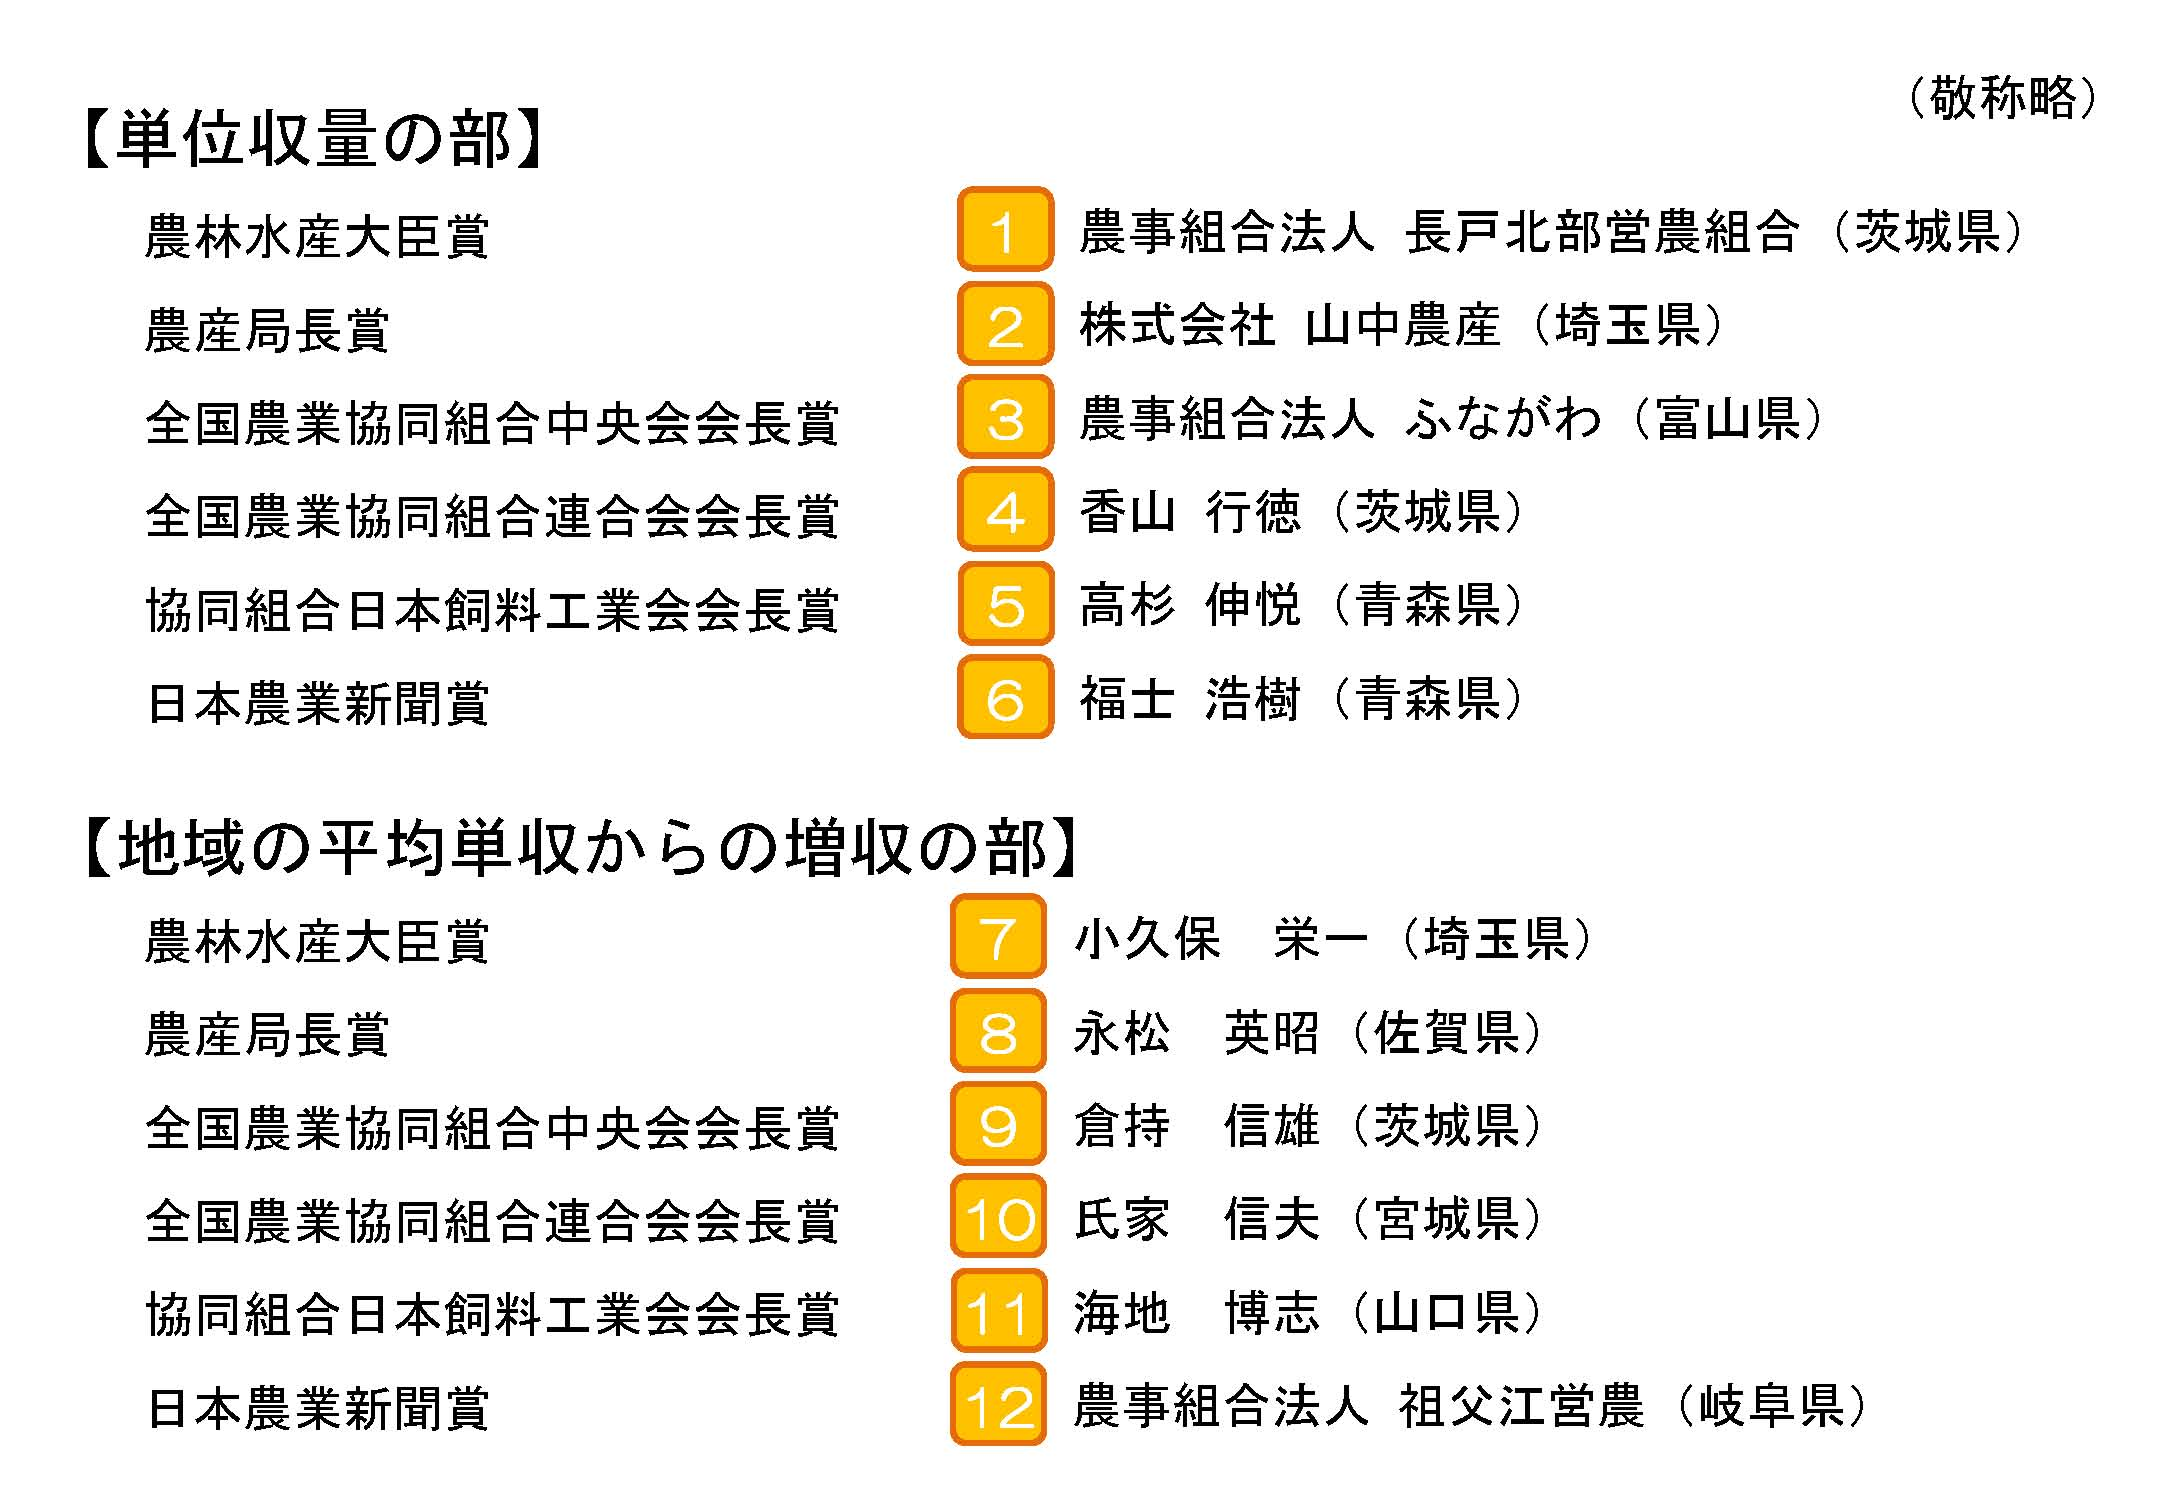 （敬称略）
【単位収量の部】
農林水産大臣賞 1 農事組合法人 長戸北部営農組合（茨城県）
農産局長賞 2 株式会社 山中農産（埼玉県）
全国農業協同組合中央会会長賞 3 農事組合法人 ふながわ（富山県）
全国農業協同組合連合会会長賞 4 香山 行徳（茨城県）
協同組合日本飼料工業会会長賞 5 高杉 伸悦（青森県）
日本農業新聞賞 6 福士 浩樹（青森県）
【地域の平均単収からの増収の部】
農林水産大臣賞 7 小久保　栄一（埼玉県）
農産局長賞 8 永松　英昭（佐賀県）
全国農業協同組合中央会会長賞 9 倉持　信雄（茨城県）
全国農業協同組合連合会会長賞 10 氏家　信夫（宮城県）
協同組合日本飼料工業会会長賞 11 海地　博志（山口県）
日本農業新聞賞 12 農事組合法人 祖父江営農（岐阜県）